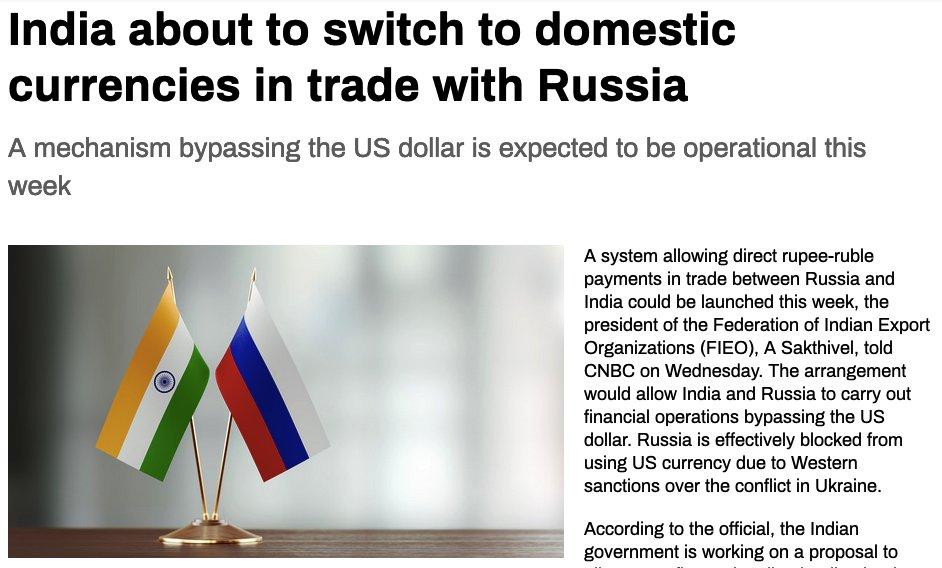 India about to switch to domestic
currencies in trade with Russia
A mechanism bypassing the US dollar is expected to be operational this
week
A system allowing direct rupee-ruble
payments in trade between Russia and
India could be launched this week, the
president of the Federation of Indian Export
Organizations (FIEO), A Sakthivel, told
CNBC on Wednesday. The arrangement
would allow India and Russia to carry out
financial operations bypassing the US
dollar. Russia is effectively blocked from
using US currency due to Western
sanctions over the conflict in Ukraine.
According to the official, the Indian
government is working on a proposal to